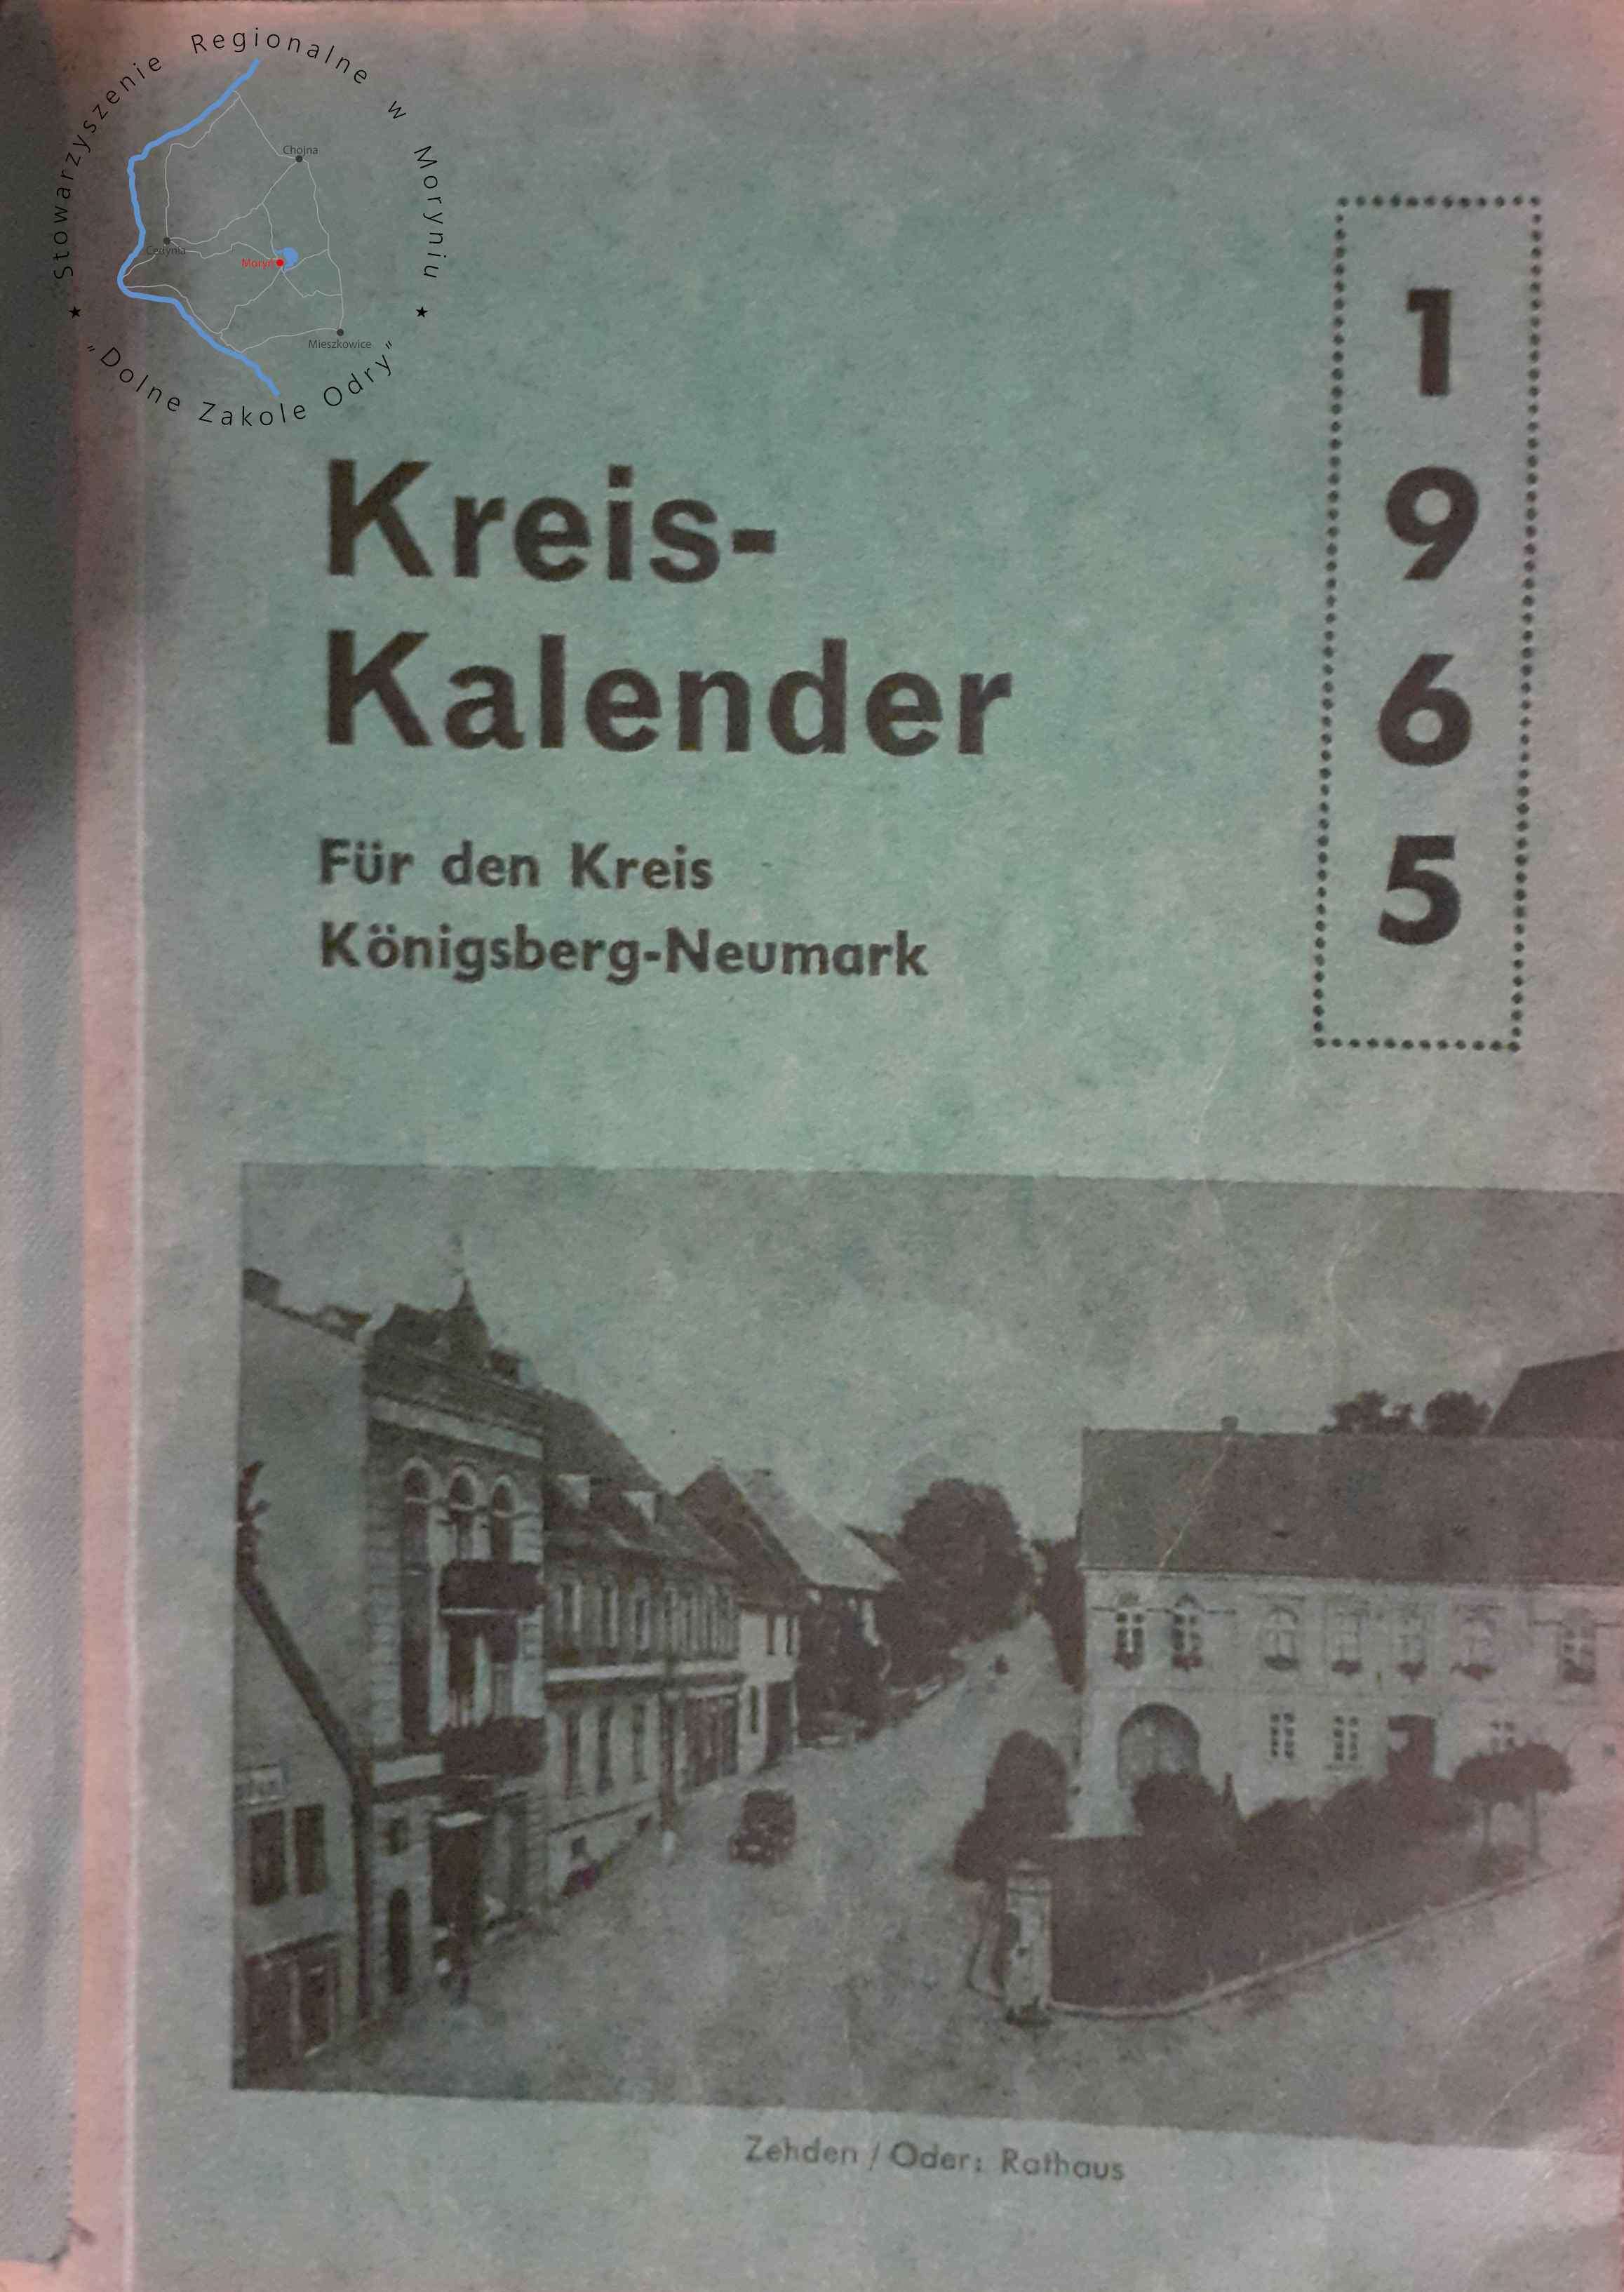 Stowarzyszenie Regionalne w Moryniu
Chojna
Cedynia
Moryń
Mieszkowice
"Dolne Zakole Odry"
1
9
6
5
Kreis-
Kalender
Für den Kreis
Königsberg-Neumark
Zehden / Oder: Rathaus